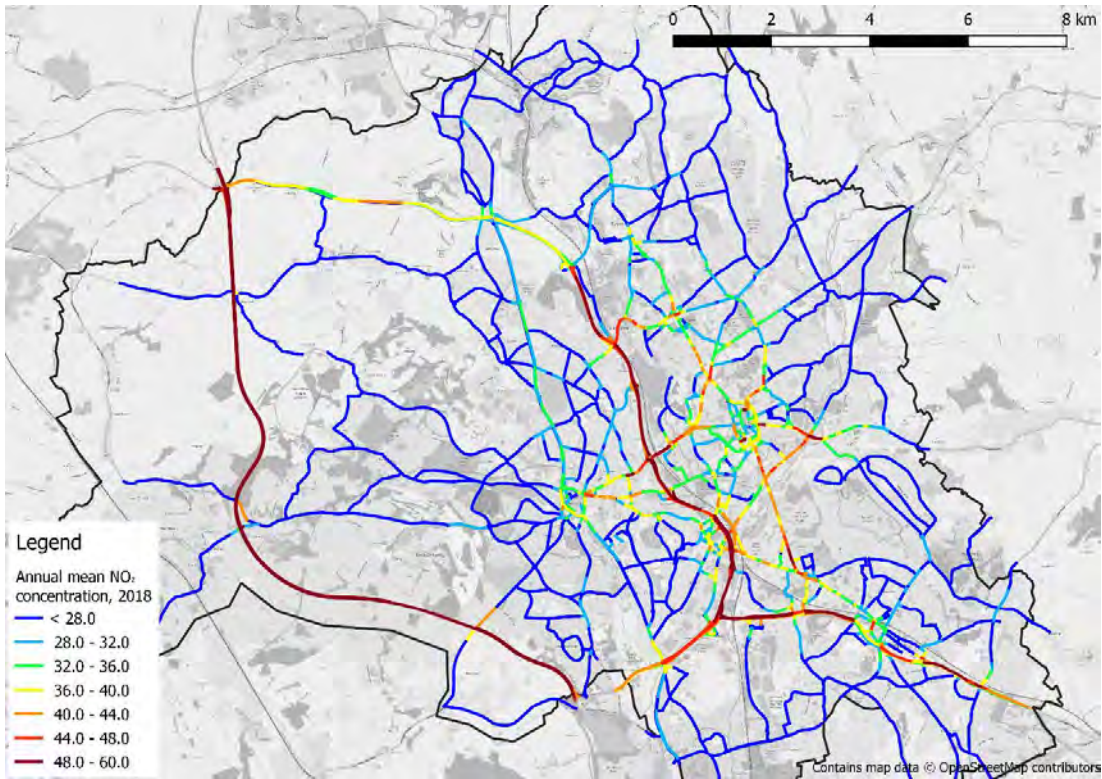 0 2 4 6 8 km
Legend
Annual mean NO₂
concentration, 2018
< 28.0
28.0 - 32.0
32.0 - 36.0
36.0 - 40.0
40.0 - 44.0
44.0 - 48.0
48.0 - 60.0
Contains map data © OpenStreetMap contributors